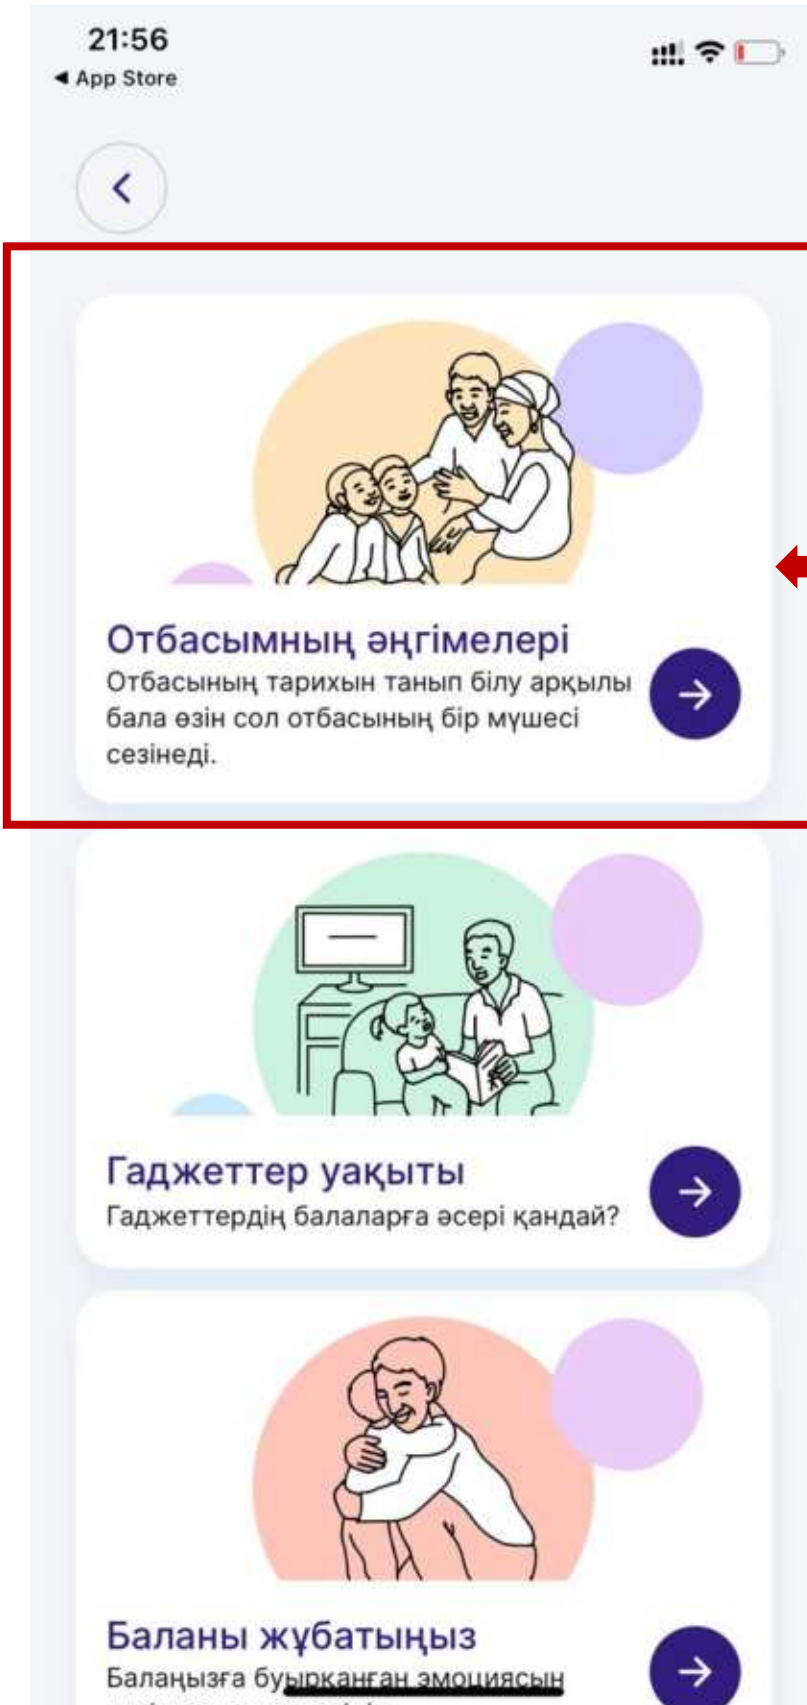 21:56
◀ App Store
Отбасымның әңгімелері
Отбасының тарихын танып білу арқылы
бала өзін сол отбасының бір мүшесі
сезінеді.
Гаджеттер уақыты
Гаджеттердің балаларға әсері қандай?
Баланы жұбатыңыз
Балаңызға бұырқанған эмоциясын